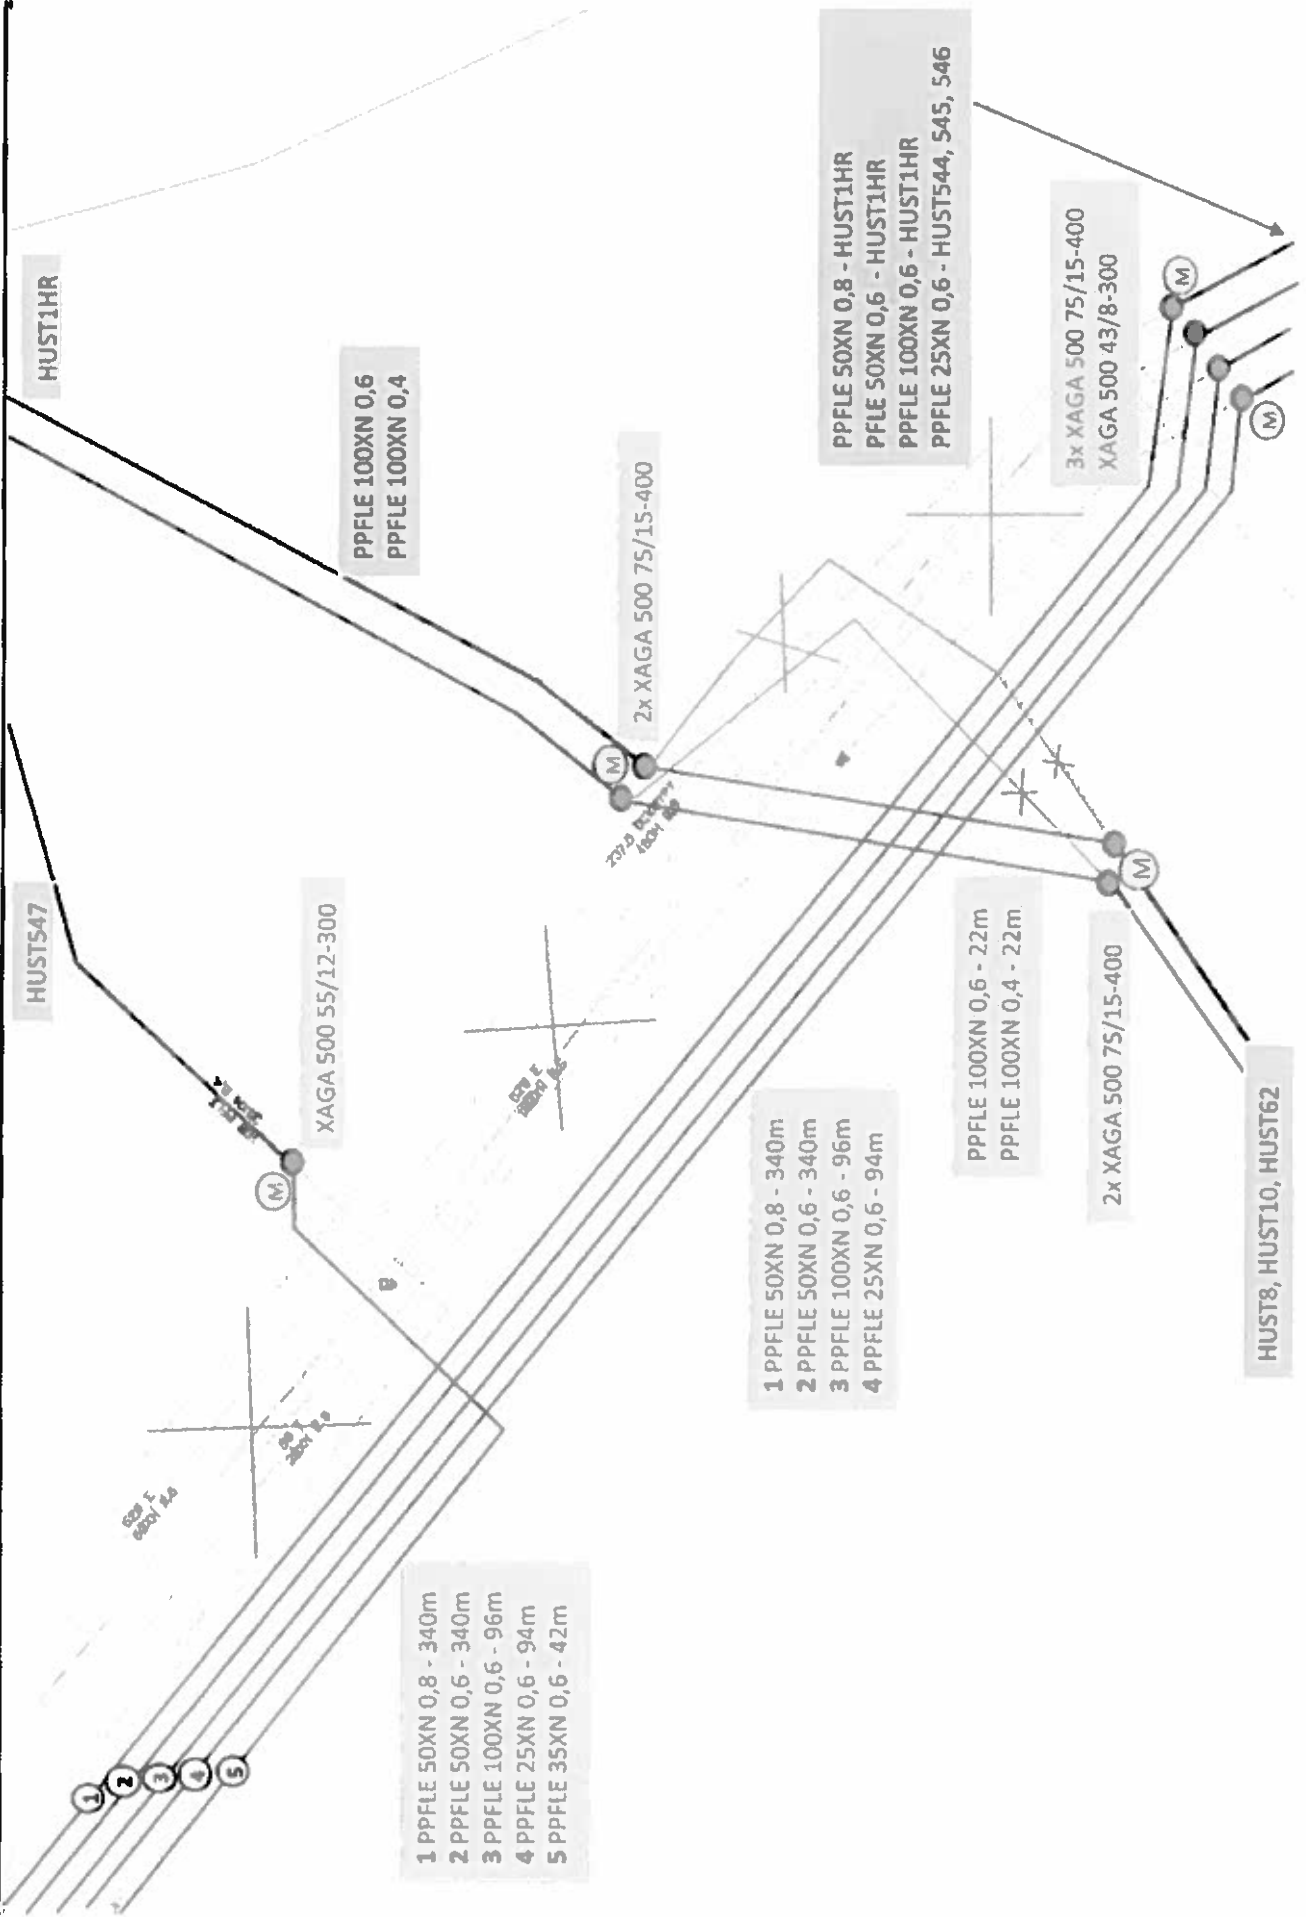 HUST547
HUST1HR
XAGA 500 55/12-300
PPFLE 100XN 0,6
PPFLE 100XN 0,4
2x XAGA 500 75/15-400
M
M
1
2
3
4
5
1 PPFLE 50XN 0,8 - 340m
2 PPFLE 50XN 0,6 - 340m
3 PPFLE 100XN 0,6 - 96m
4 PPFLE 25XN 0,6 - 94m
5 PPFLE 35XN 0,6 - 42m
1 PPFLE 50XN 0,8 - 340m
2 PPFLE 50XN 0,6 - 340m
3 PPFLE 100XN 0,6 - 96m
4 PPFLE 25XN 0,6 - 94m
PPFLE 50XN 0,8 - HUST1HR
PFLE 50XN 0,6 - HUST1HR
PPFLE 100XN 0,6 - HUST1HR
PPFLE 25XN 0,6 - HUST544, 545, 546
PPFLE 100XN 0,6 - 22m
PPFLE 100XN 0,4 - 22m
3x XAGA 500 75/15-400
XAGA 500 43/8-300
M
M
2x XAGA 500 75/15-400
M
HUST8, HUST10, HUST62